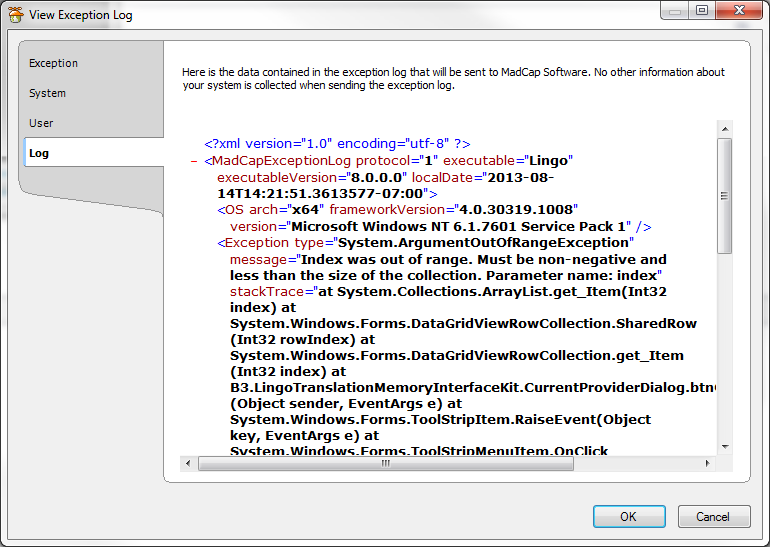 View Exception Log
Exception
System
User
Log
Here is the data contained in the exception log that will be sent to MadCap Software. No other information about
your system is collected when sending the exception log.
<?xml version="1.0" encoding="utf-8" ?>
- <MadCapExceptionLog protocol="1" executable="Lingo"
executableVersion="8.0.0.0" localDate="2013-08-
14T14:21:51.3613577-07:00">
<OS arch="x64" frameworkVersion="4.0.30319.1008"
version="Microsoft Windows NT 6.1.7601 Service Pack 1" />
<Exception type="System.ArgumentOutOfRangeException"
message="Index was out of range. Must be non-negative and
less than the size of the collection. Parameter name: index"
stackTrace="at System.Collections.ArrayList.get_Item(Int32
index) at
System.Windows.Forms.DataGridViewRowCollection.SharedRow
(Int32 rowIndex) at
System.Windows.Forms.DataGridViewRowCollection.get_Item
(Int32 index) at
B3.LingoTranslationMemoryInterfaceKit.CurrentProviderDialog.btn
(Object sender, EventArgs e) at
System.Windows.Forms.ToolStripItem.RaiseEvent(Object
key, EventArgs e) at
System.Windows.Forms.ToolStripMenuItem.OnClick
OK
Cancel